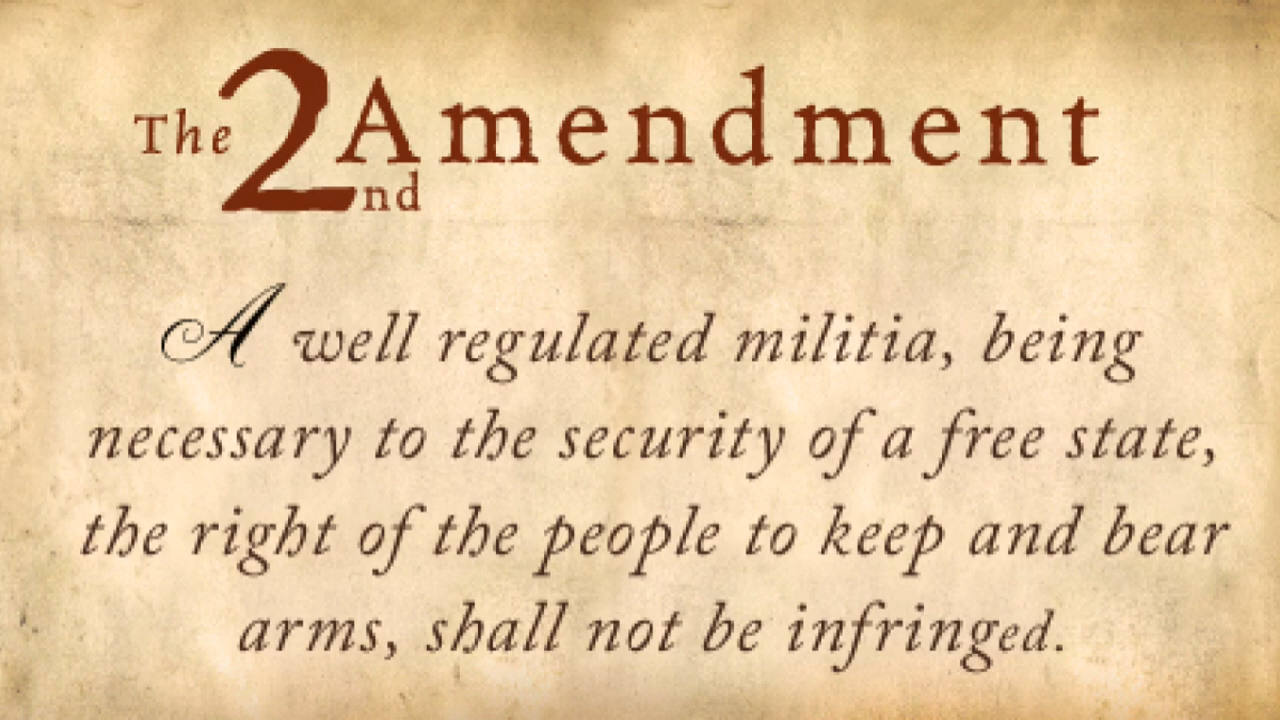 The 2nd Amendment
A well regulated militia, being
necessary to the security of a free state,
the right of the people to keep and bear
arms, shall not be infringed.